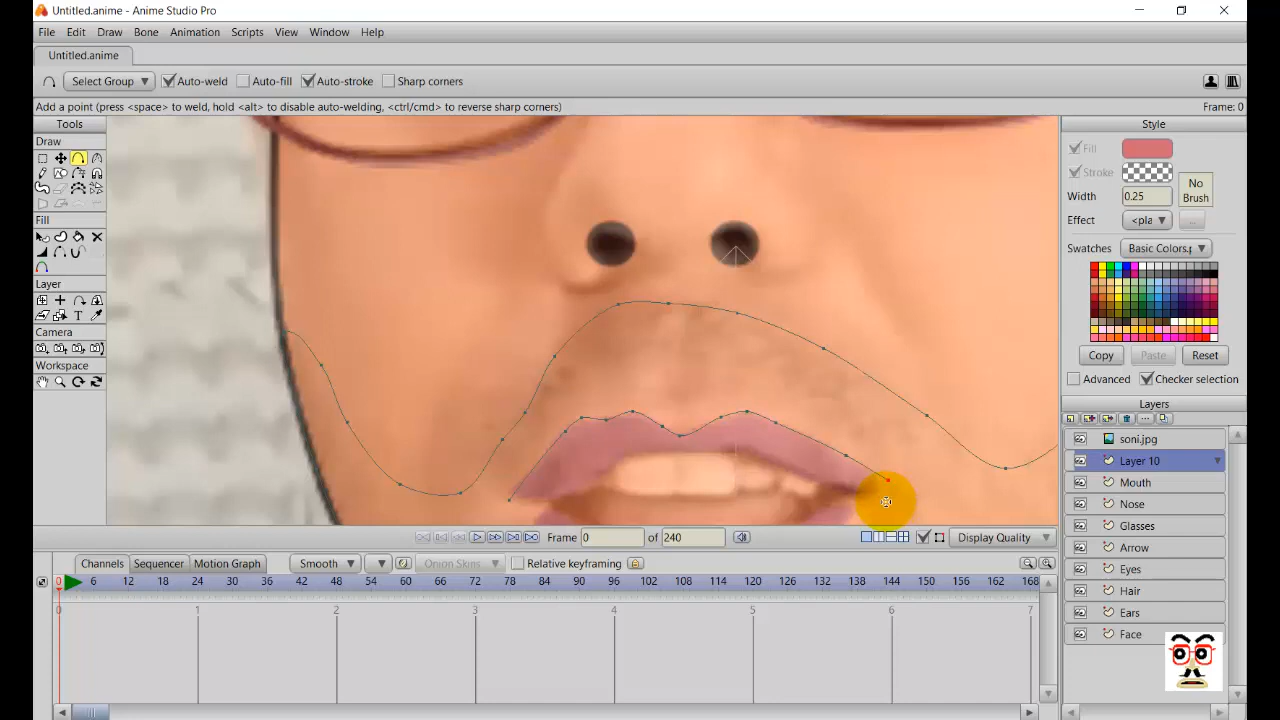 Untitled.anime - Anime Studio Pro
File Edit Draw Bone Animation Scripts View Window Help
Untitled.anime
Select Group Auto-weld Auto-fill Auto-stroke Sharp corners
Add a point (press <space> to weld, hold <alt> to disable auto-welding, <ctrl/cmd> to reverse sharp corners) Frame: 0
Tools
Draw
Fill
Layer
Camera
Workspace
Style
Fill
Stroke
Width 0.25
No
Brush
Effect <pla ...
Swatches Basic Colors.p
Copy Paste Reset
Advanced Checker selection
Layers
soni.jpg
Layer 10
Mouth
Nose
Glasses
Arrow
Eyes
Hair
Ears
Face
Frame 0 of 240 Display Quality
Channels Sequencer Motion Graph Smooth Onion Skins Relative keyframing
0 6 12 18 24 30 36 42 48 54 60 66 72 78 84 90 96 102 108 114 120 126 132 138 144 150 156 162 168
0 1 2 3 4 5 6 7